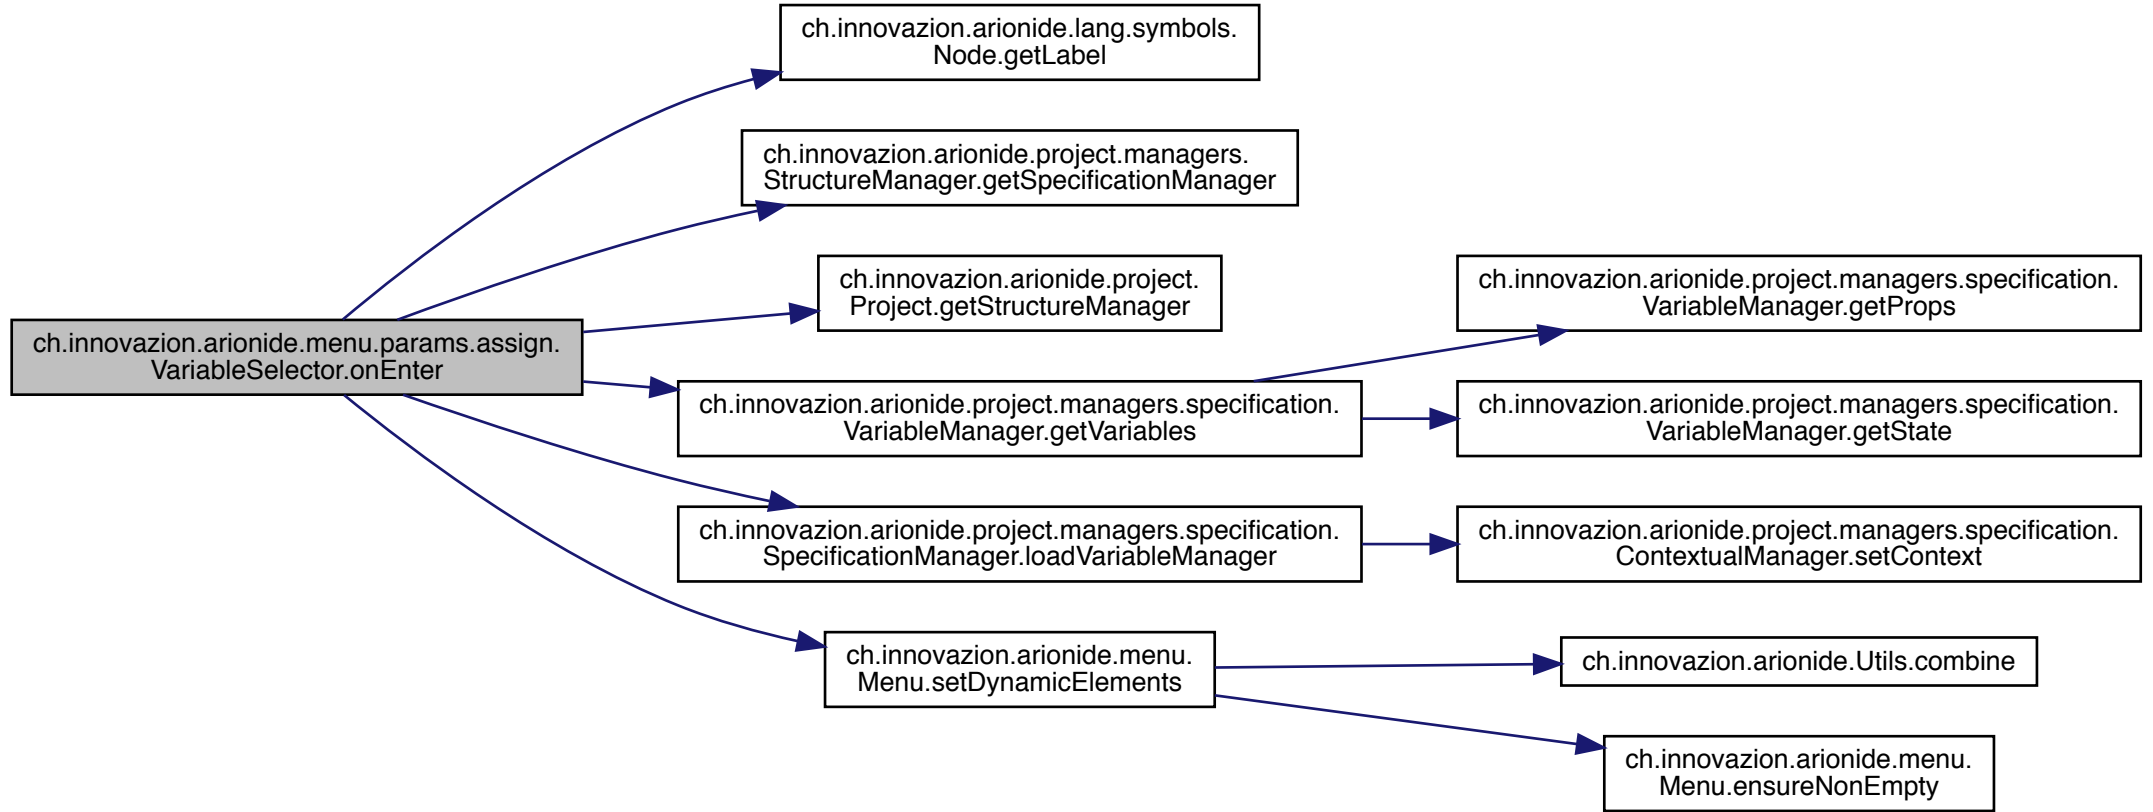 ch.innovazion.arionide.lang.symbols.
Node.getLabel
ch.innovazion.arionide.project.managers.
StructureManager.getSpecificationManager
ch.innovazion.arionide.project.
Project.getStructureManager
ch.innovazion.arionide.project.managers.specification.
VariableManager.getProps
ch.innovazion.arionide.menu.params.assign.
VariableSelector.onEnter
ch.innovazion.arionide.project.managers.specification.
VariableManager.getVariables
ch.innovazion.arionide.project.managers.specification.
VariableManager.getState
ch.innovazion.arionide.project.managers.specification.
SpecificationManager.loadVariableManager
ch.innovazion.arionide.project.managers.specification.
ContextualManager.setContext
ch.innovazion.arionide.menu.
Menu.setDynamicElements
ch.innovazion.arionide.Utils.combine
ch.innovazion.arionide.menu.
Menu.ensureNonEmpty